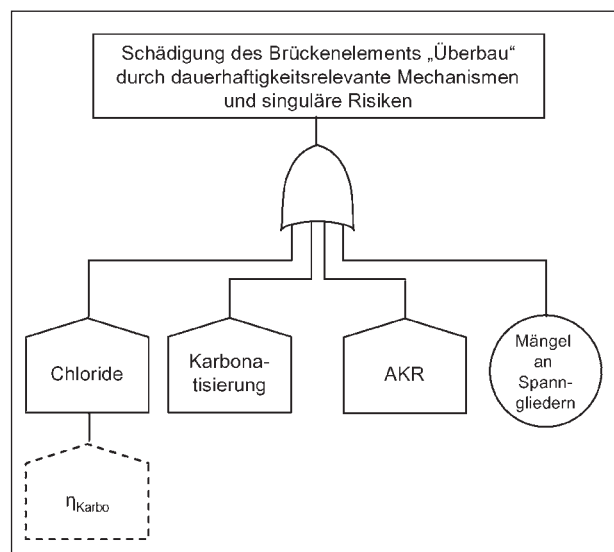 Schädigung des Brückenelements „Überbau“
durch dauerhaftigkeitsrelevante Mechanismen
und singuläre Risiken
Chloride
Karbona-
tisierung
AKR
Mängel
an
Spann-
gliedern
ηKarbo